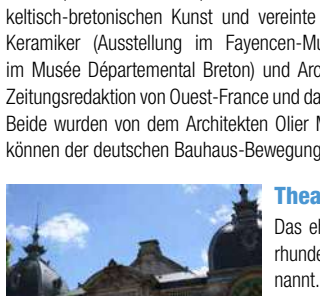 keltisch-bretonischen Kunst und vereinte
Keramiker (Ausstellung im Fayencen-Mu
im Musée Départemental Breton) und Arc
Zeitungsredaktion von Ouest-France und da
Beide wurden von dem Architekten Olier M
können der deutschen Bauhaus-Bewegung
Thea
Das el
rhunde
nannt.